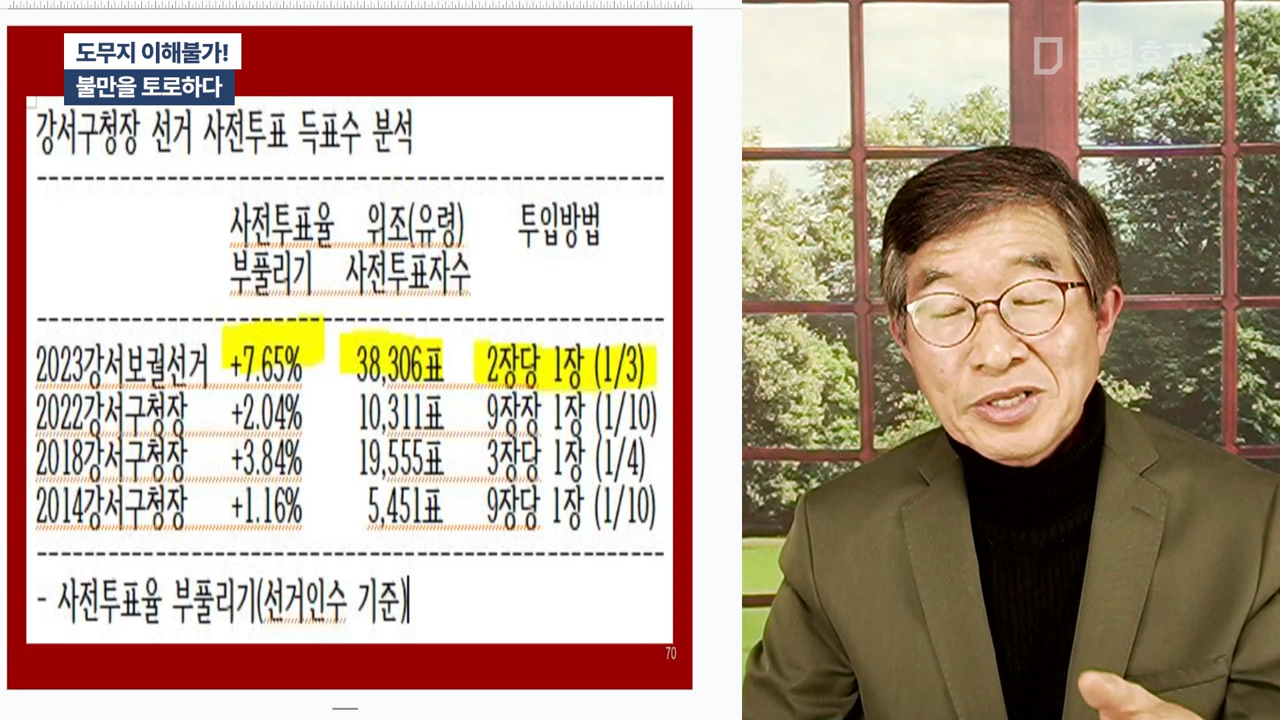 도무지 이해불가!
불만을 토로하다
공병호
강서구청장 선거 사전투표 득표수 분석
사전투표율 위조(유령) 투입방법
부풀리기 사전투표자수
2023강서보궐선거 +7.65% 38,306표 2장당 1장 (1/3)
2022강서구청장 +2.04% 10,311표 9장장 1장 (1/10)
2018강서구청장 +3.84% 19,555표 3장당 1장 (1/4)
2014강서구청장 +1.16% 5,451표 9장당 1장 (1/10)
- 사전투표율 부풀리기(선거인수 기준)
70